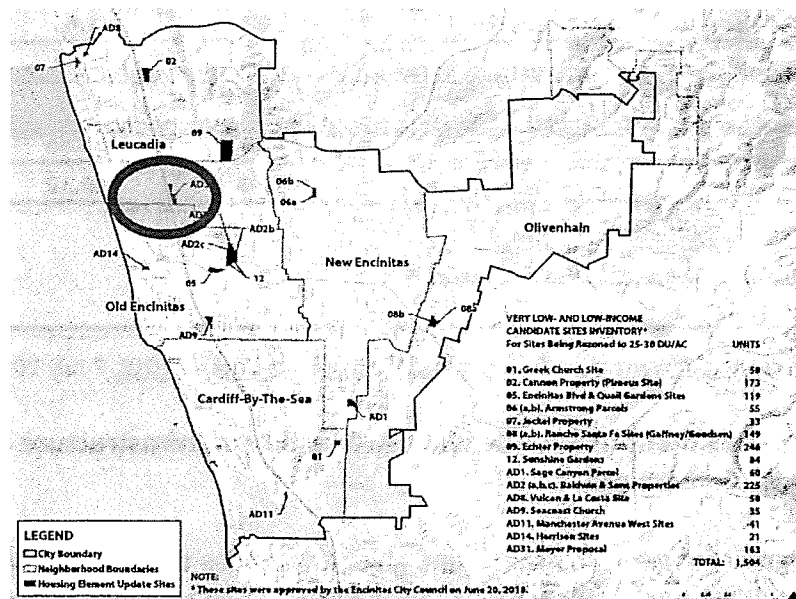 AD8
07
02
09
Leucadia
06b
06a
AD2b
AD2c
Olivenhain
New Encinitas
AD14
12
05
Old Encinitas
08b
AD9
Cardiff-By-The-Sea
AD1
01
AD11
VERY LOW- AND LOW-INCOME
CANDIDATE SITES INVENTORY*
For Sites Being Rezoned to 25-30 DU/AC UNITS
01. Greek Church Site 50
02. Cannon Property (Piraeus Site) 173
05. Encinitas Blvd & Quail Gardens Sites 119
06 (a,b). Armstrong Parcels 55
07. Jackel Property 33
08 (a,b). Rancho Santa Fe Sites (Gaffney/Goodsen) 149
09. Echter Property 246
12. Sunshine Gardens 84
AD1. Sage Canyon Parcel 60
AD2 (a,b,c). Baldwin & Sons Properties 225
AD8. Vulcan & La Costa Site 50
AD9. Seacoast Church 35
AD11. Manchester Avenue West Sites 41
AD14. Harrison Sites 21
AD31. Meyer Proposal 163
TOTAL: 1,504
LEGEND
City Boundary
Neighborhood Boundaries
Housing Element Update Sites
NOTE:
* These sites were approved by the Encinitas City Council on June 20, 2018.